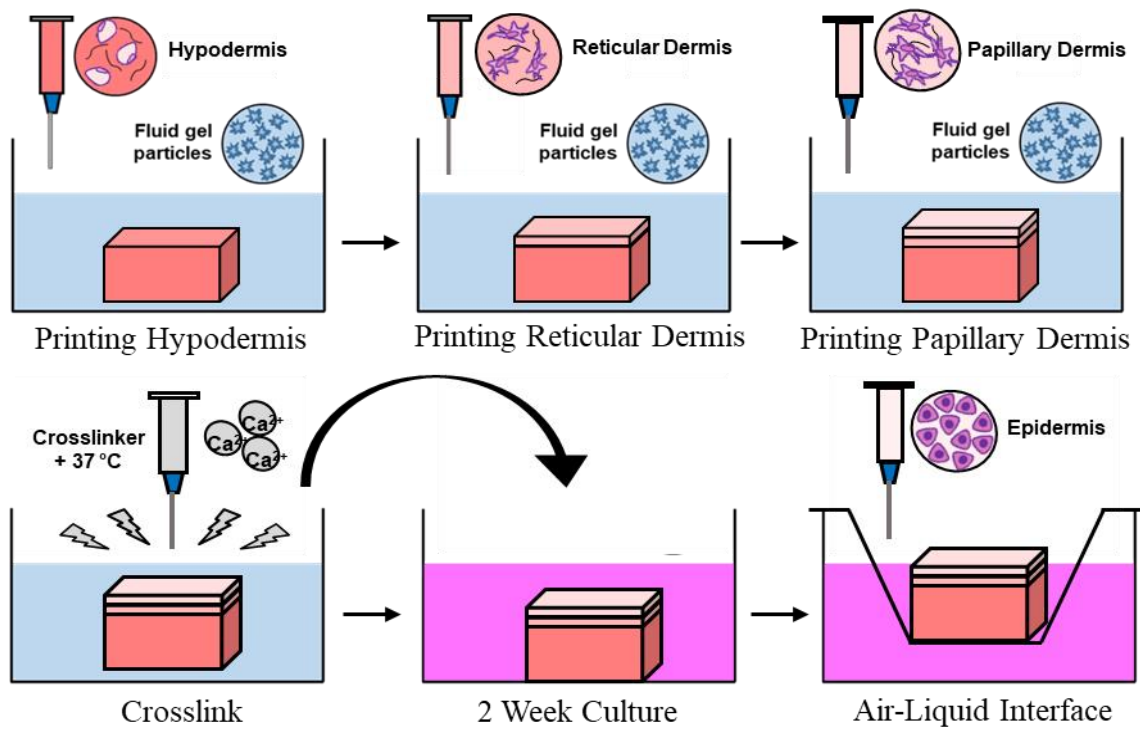 Hypodermis
Fluid gel
particles
Printing Hypodermis
Reticular Dermis
Fluid gel
particles
Printing Reticular Dermis
Papillary Dermis
Fluid gel
particles
Printing Papillary Dermis
Crosslinker
+ 37 °C
Ca²⁺
Ca²⁺
Ca²⁺
Crosslink
2 Week Culture
Epidermis
Air-Liquid Interface